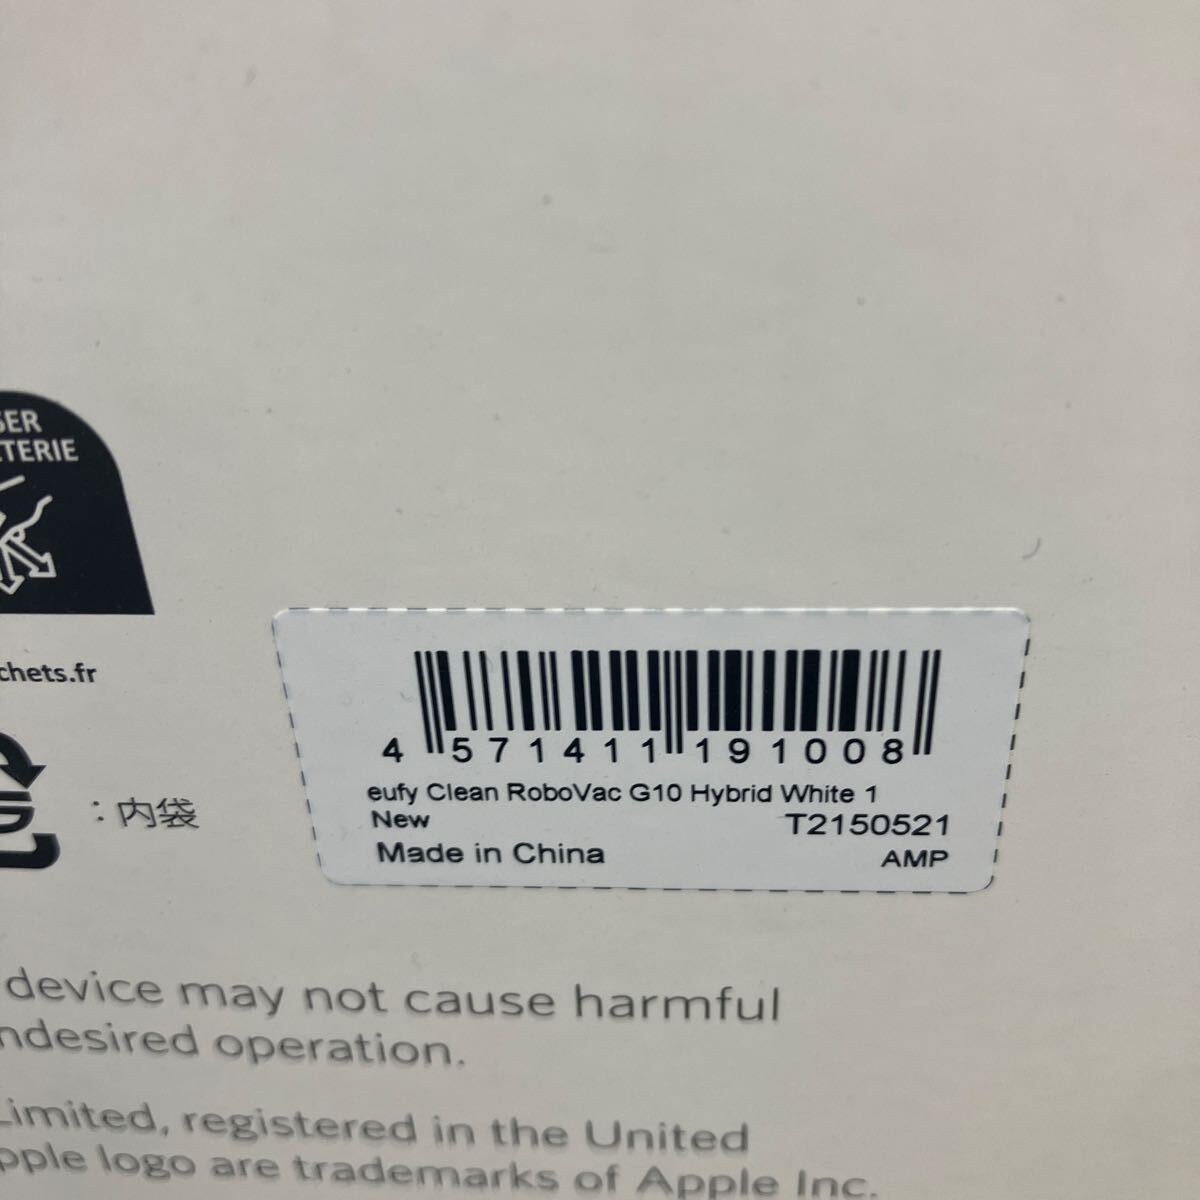 TERIE
chets.fr
：内袋
4 571411 191008
eufy Clean RoboVac G10 Hybrid White 1
New
T2150521
Made in China
AMP
device may not cause harmful
ndesired operation.
Limited, registered in the United
pple logo are trademarks of Apple Inc.